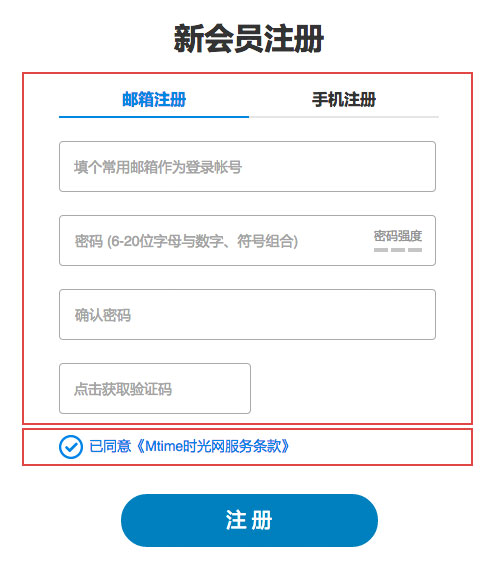 新会员注册
邮箱注册 手机注册
填个常用邮箱作为登录帐号
密码 (6-20位字母与数字、符号组合) 密码强度
确认密码
点击获取验证码
已同意《Mtime时光网服务条款》
注 册